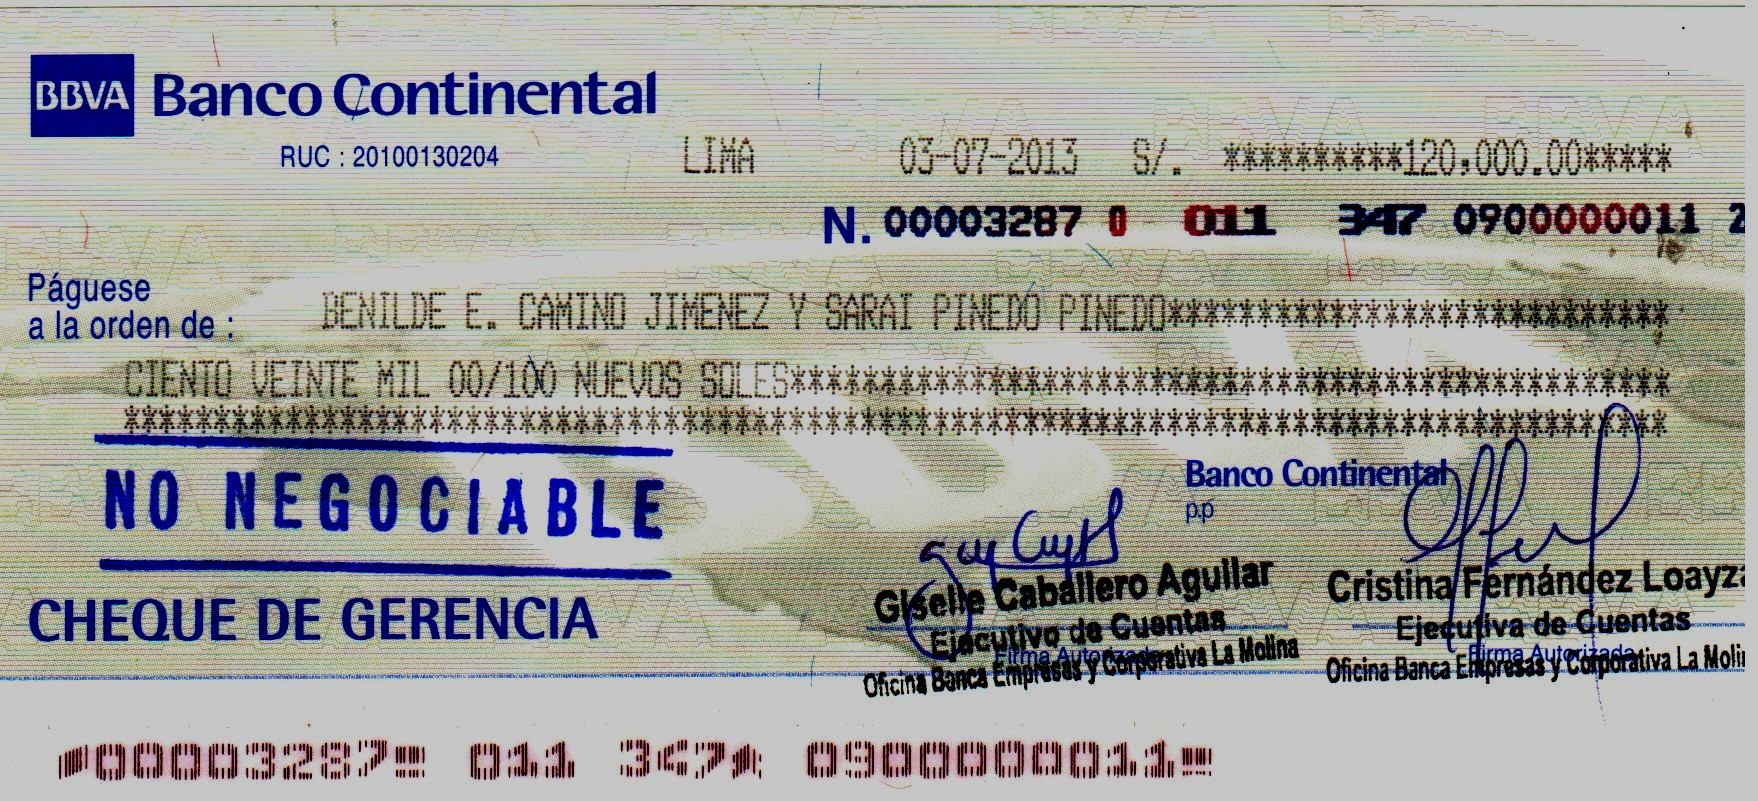 BBVA Banco Continental
RUC : 20100130204
LIMA 03-07-2013 S/. **********120,000.00*****
N. 00003287 0 011 347 0900000011 2
Páguese
a la orden de : BENILDE E. CAMINO JIMENEZ Y SARAI PINEDO PINEDO
CIENTO VEINTE MIL 00/100 NUEVOS SOLES
NO NEGOCIABLE
Banco Continental
p.p
CHEQUE DE GERENCIA
Giselle Caballero Aguilar
Ejecutivo de Cuentas
Firma Autorizada
Oficina Banca Empresas y Corporativa La Molina
Cristina Fernández Loayza
Ejecutiva de Cuentas
Firma Autorizada
Oficina Banca Empresas y Corporativa La Moli
00003287 011 347 0900000011